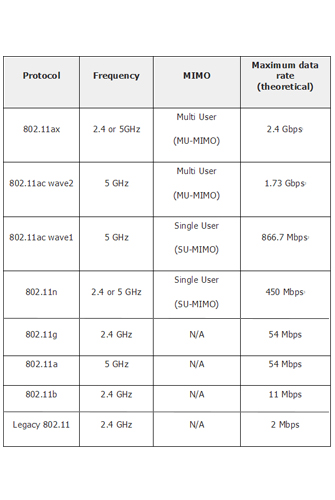 Protocol Frequency MIMO Maximum data rate (theoretical)
802.11ax 2.4 or 5GHz Multi User (MU-MIMO) 2.4 Gbps
802.11ac wave2 5 GHz Multi User (MU-MIMO) 1.73 Gbps
802.11ac wave1 5 GHz Single User (SU-MIMO) 866.7 Mbps
802.11n 2.4 or 5 GHz Single User (SU-MIMO) 450 Mbps
802.11g 2.4 GHz N/A 54 Mbps
802.11a 5 GHz N/A 54 Mbps
802.11b 2.4 GHz N/A 11 Mbps
Legacy 802.11 2.4 GHz N/A 2 Mbps